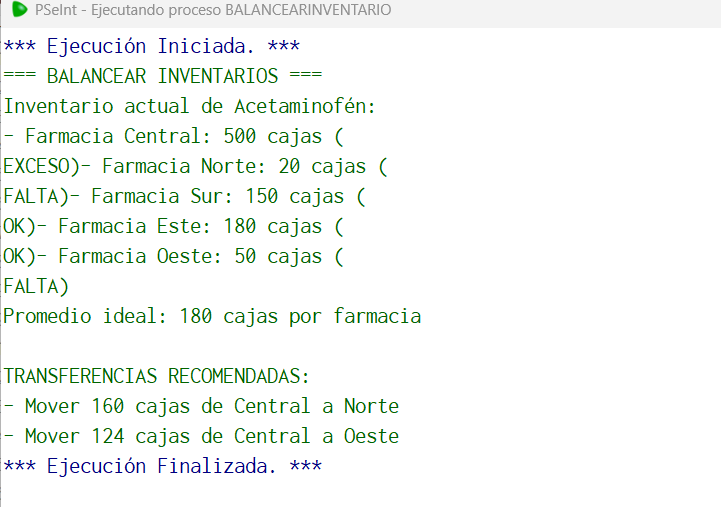 PSeInt - Ejecutando proceso BALANCEARINVENTARIO
*** Ejecución Iniciada. ***
=== BALANCEAR INVENTARIOS ===
Inventario actual de Acetaminofén:
- Farmacia Central: 500 cajas (
EXCESO)- Farmacia Norte: 20 cajas (
FALTA)- Farmacia Sur: 150 cajas (
OK)- Farmacia Este: 180 cajas (
OK)- Farmacia Oeste: 50 cajas (
FALTA)
Promedio ideal: 180 cajas por farmacia
TRANSFERENCIAS RECOMENDADAS:
- Mover 160 cajas de Central a Norte
- Mover 124 cajas de Central a Oeste
*** Ejecución Finalizada. ***